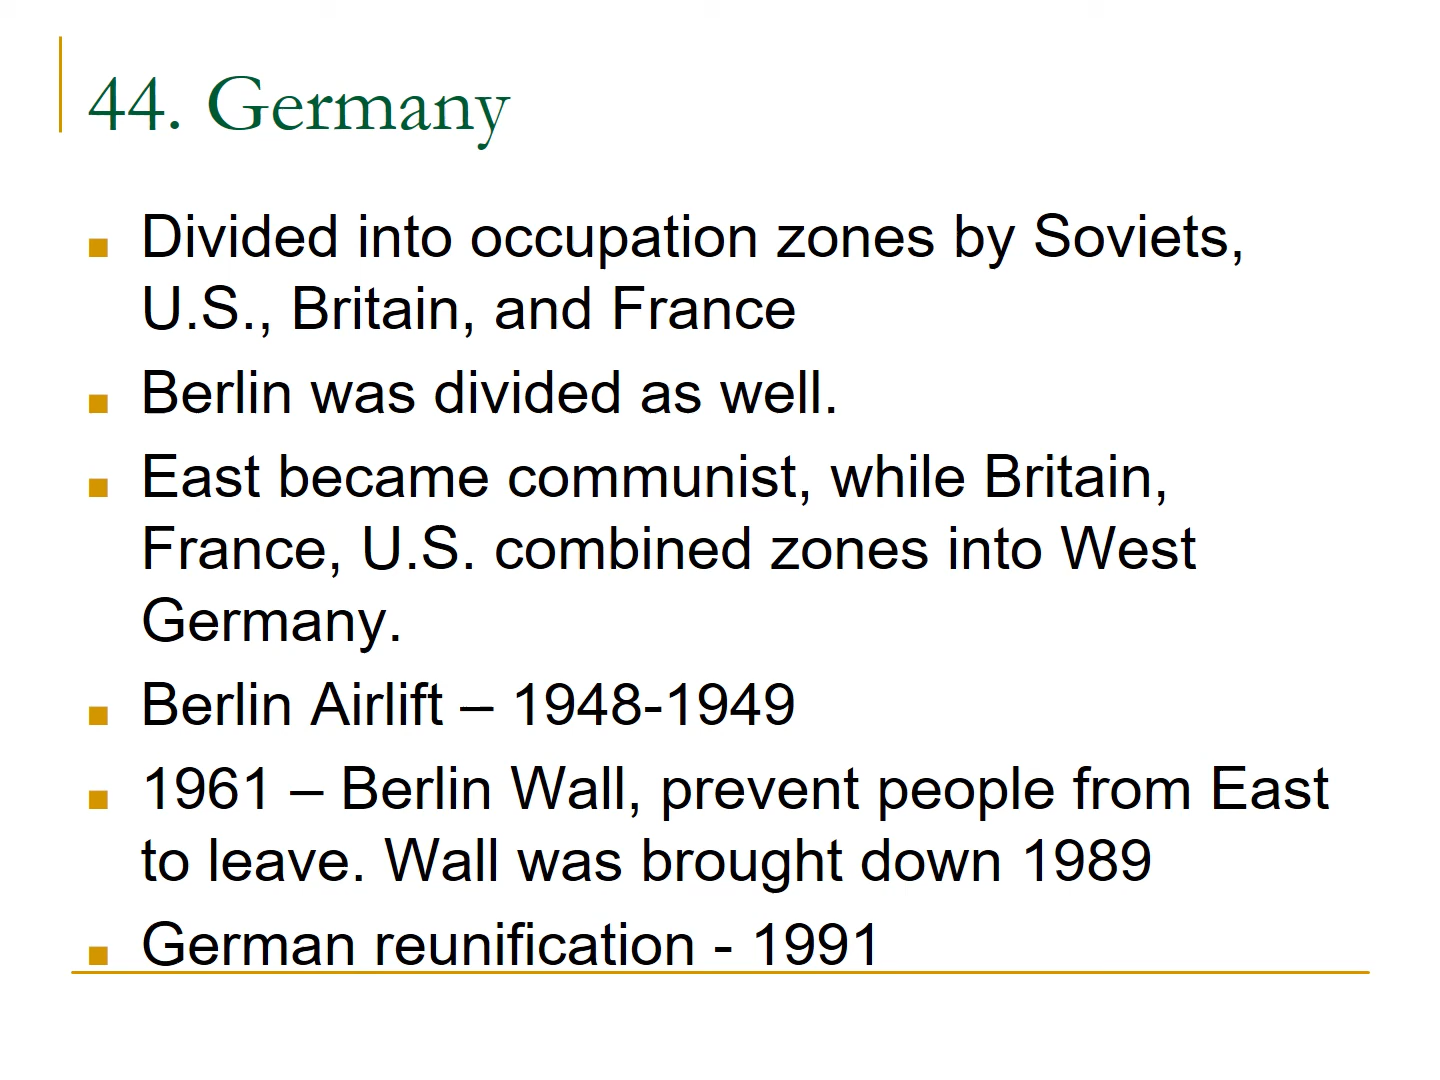 44. Germany
Divided into occupation zones by Soviets,
U.S., Britain, and France
Berlin was divided as well.
East became communist, while Britain,
France, U.S. combined zones into West
Germany.
Berlin Airlift – 1948-1949
1961 – Berlin Wall, prevent people from East
to leave. Wall was brought down 1989
German reunification - 1991